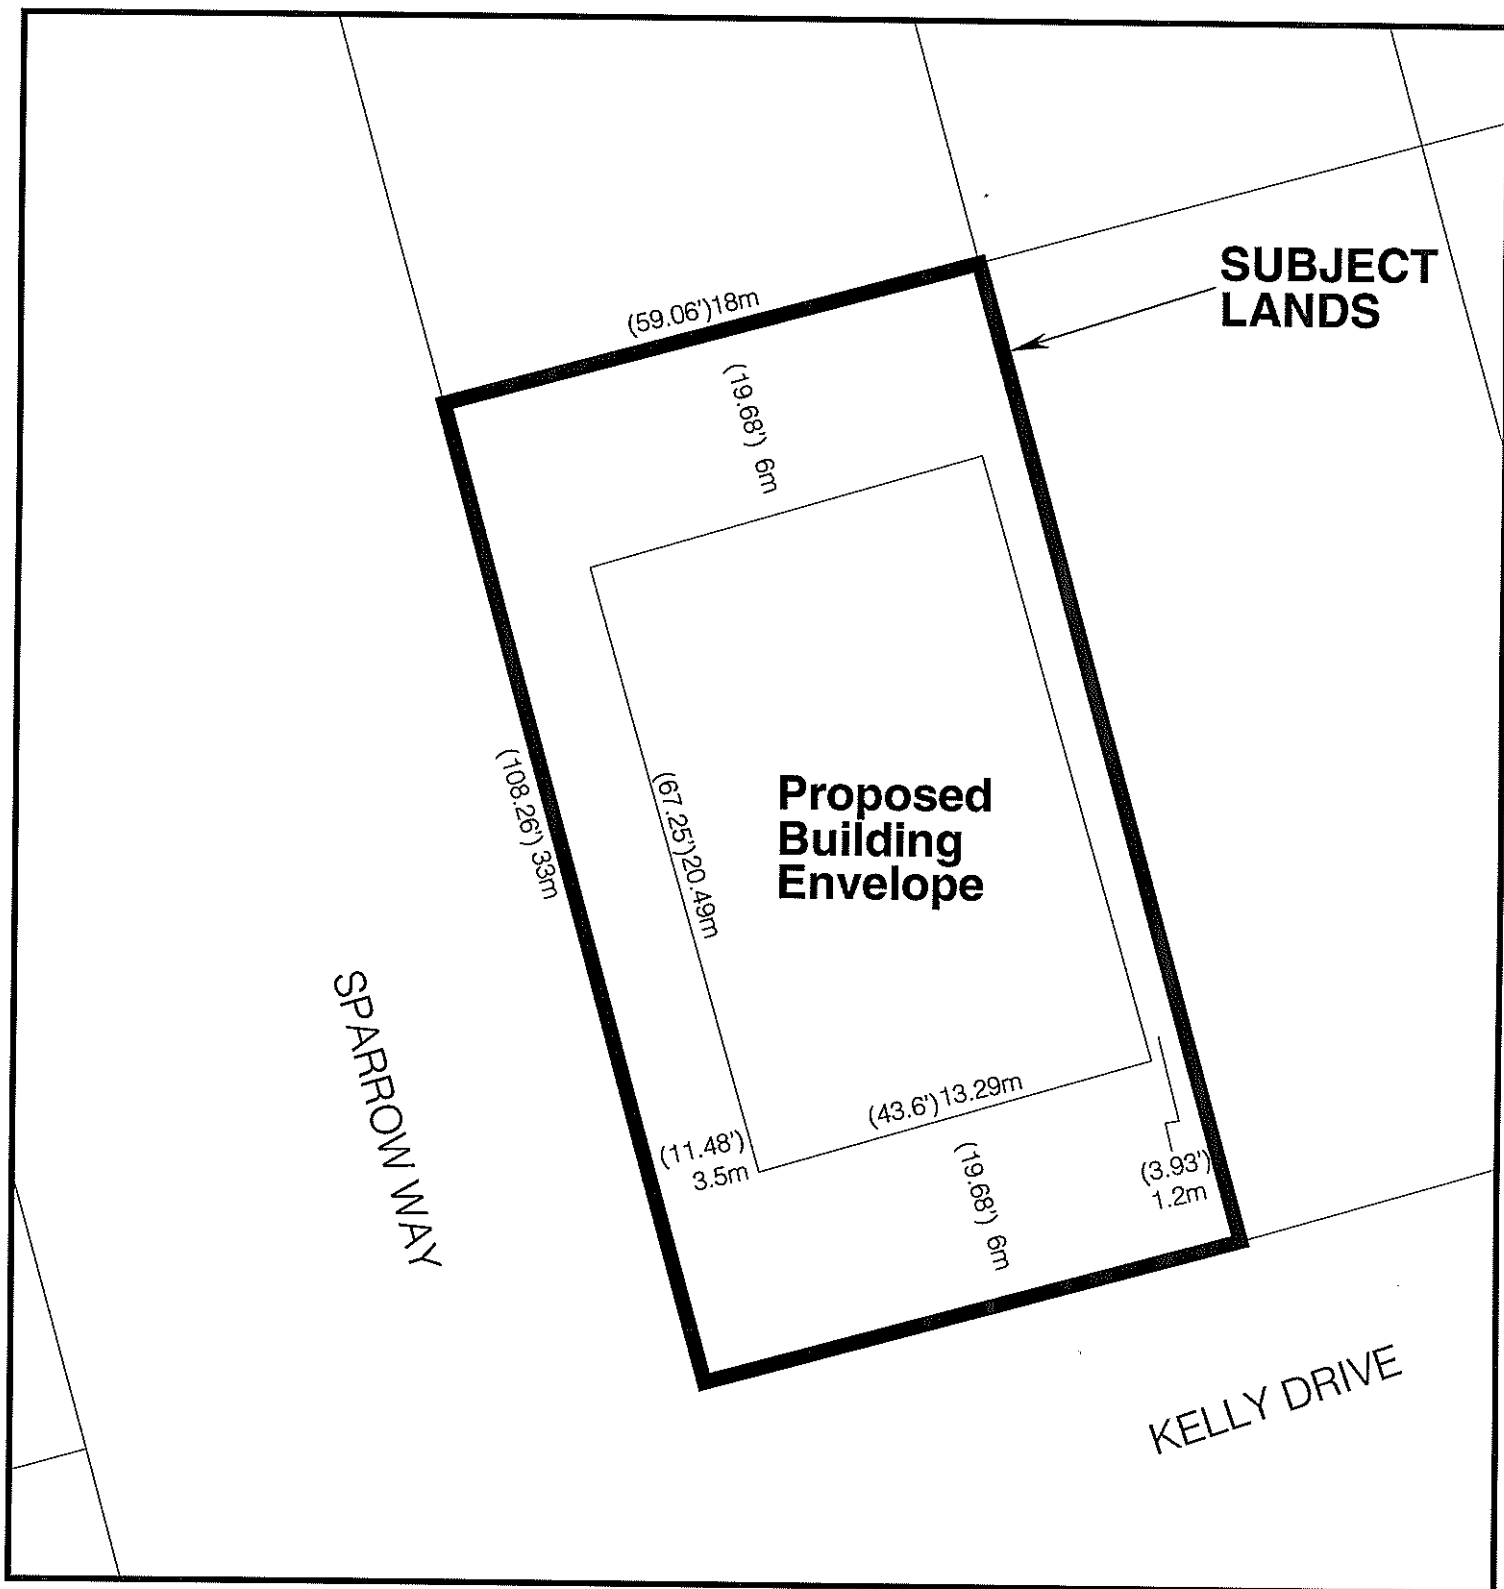 SUBJECT
LANDS
(59.06')18m
(19.68') 6m
(108.26') 33m
(67.25')20.49m
Proposed
Building
Envelope
SPARROW WAY
(43.6')13.29m
(11.48')
3.5m
(19.68') 6m
(3.93')
1.2m
KELLY DRIVE